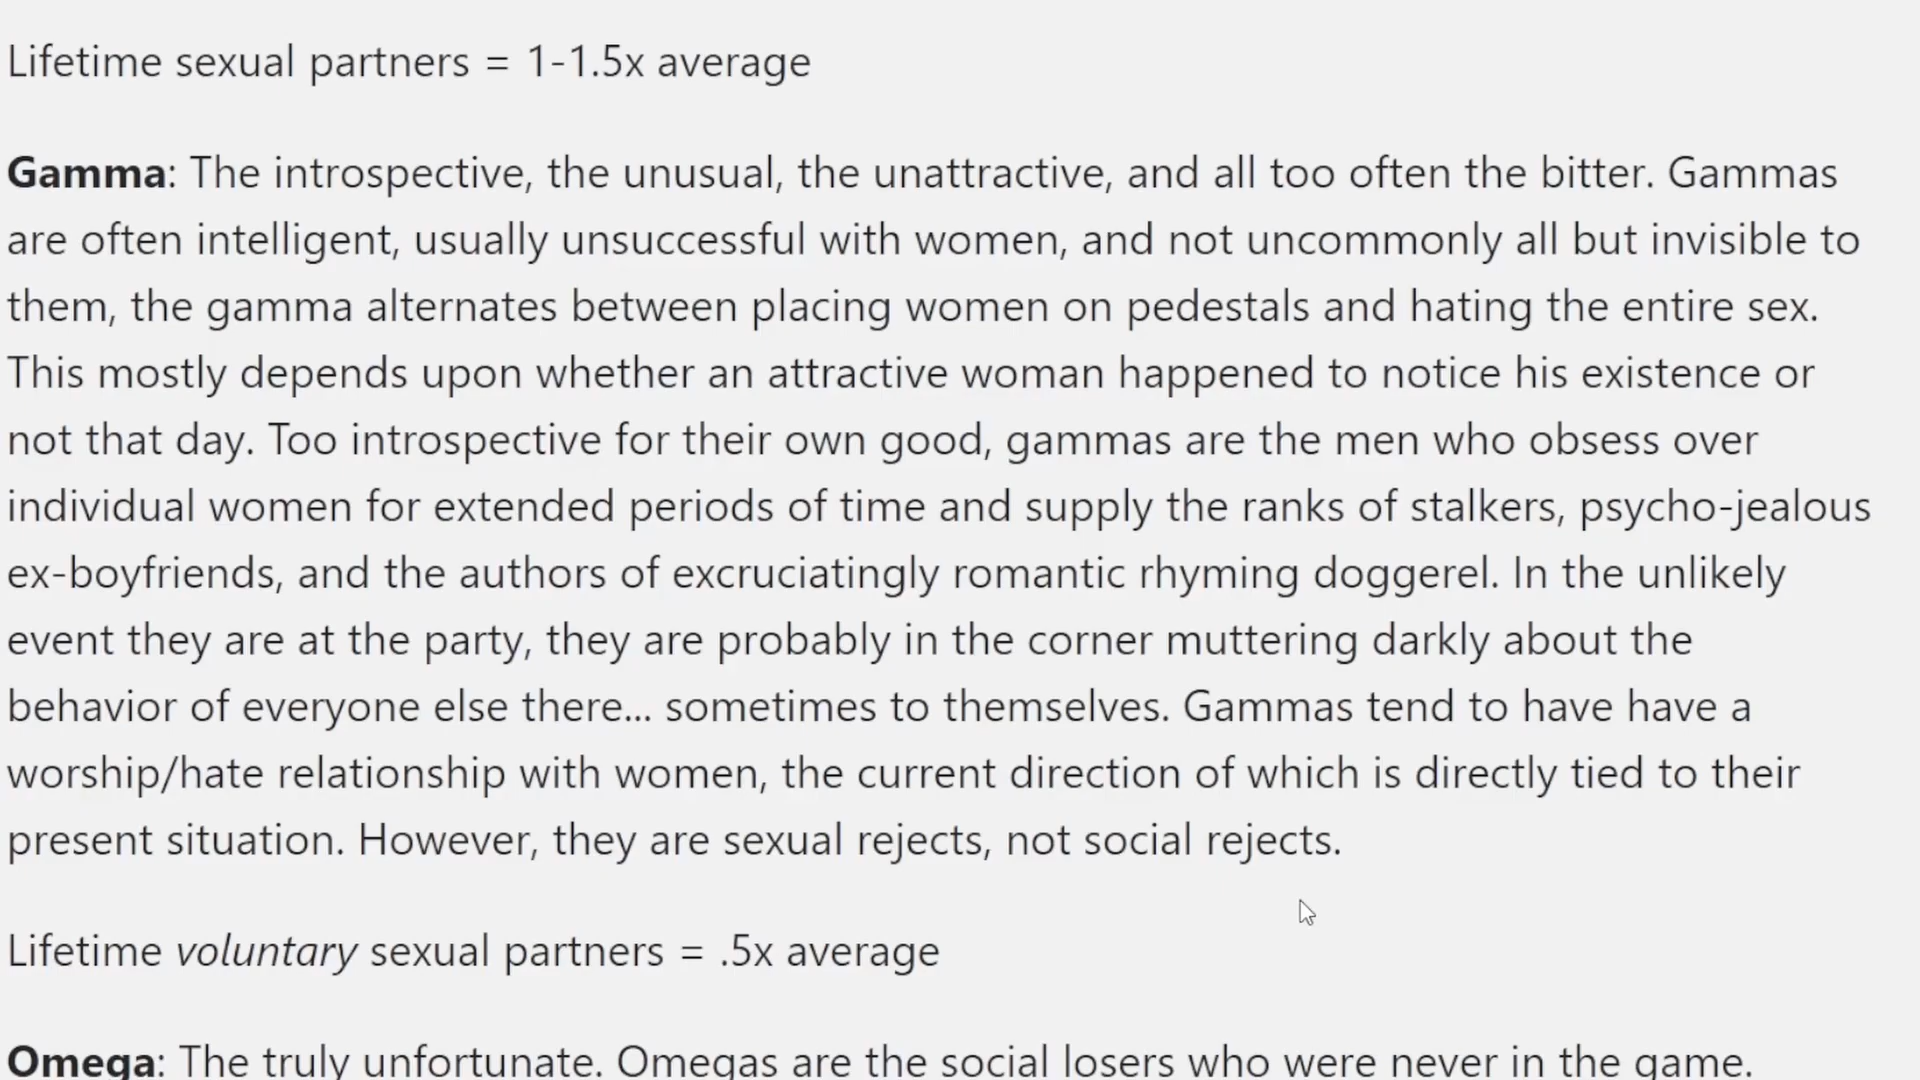 Lifetime sexual partners = 1-1.5x average
Gamma: The introspective, the unusual, the unattractive, and all too often the bitter. Gammas
are often intelligent, usually unsuccessful with women, and not uncommonly all but invisible to
them, the gamma alternates between placing women on pedestals and hating the entire sex.
This mostly depends upon whether an attractive woman happened to notice his existence or
not that day. Too introspective for their own good, gammas are the men who obsess over
individual women for extended periods of time and supply the ranks of stalkers, psycho-jealous
ex-boyfriends, and the authors of excruciatingly romantic rhyming doggerel. In the unlikely
event they are at the party, they are probably in the corner muttering darkly about the
behavior of everyone else there... sometimes to themselves. Gammas tend to have have a
worship/hate relationship with women, the current direction of which is directly tied to their
present situation. However, they are sexual rejects, not social rejects.
Lifetime voluntary sexual partners = .5x average
Omega: The truly unfortunate. Omegas are the social losers who were never in the game.